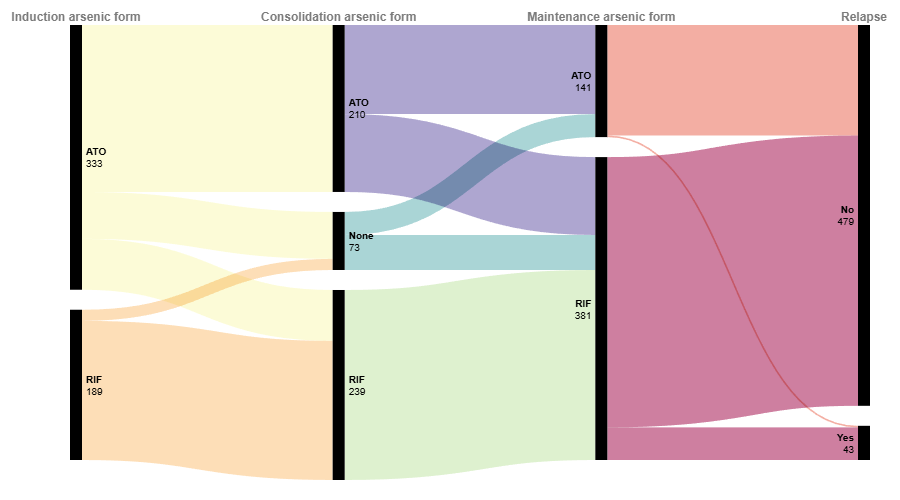 Induction arsenic form
Consolidation arsenic form
Maintenance arsenic form
Relapse
ATO
333
RIF
189
ATO
210
None
73
RIF
239
ATO
141
RIF
381
No
479
Yes
43